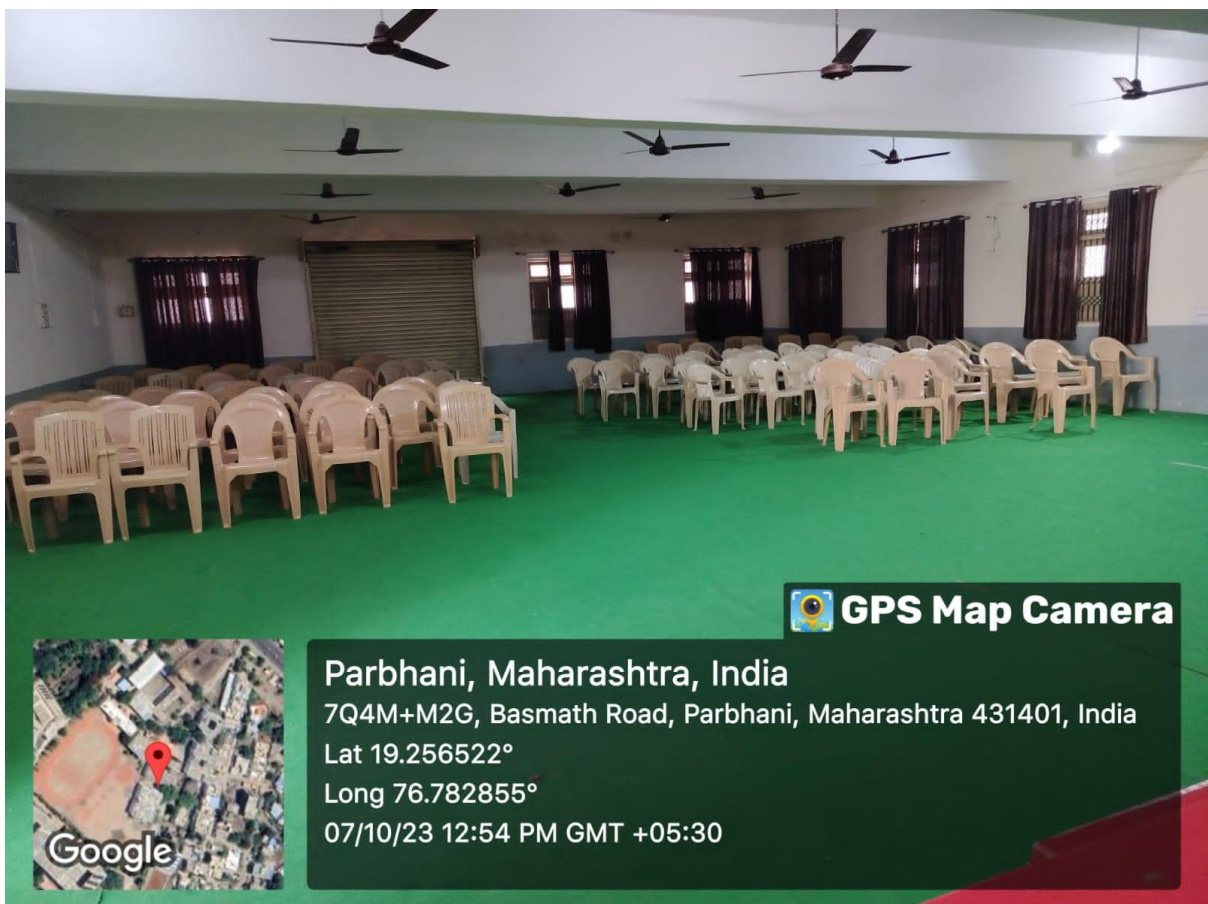 GPS Map Camera
Parbhani, Maharashtra, India
7Q4M+M2G, Basmath Road, Parbhani, Maharashtra 431401, India
Lat 19.256522°
Long 76.782855°
07/10/23 12:54 PM GMT +05:30
Google